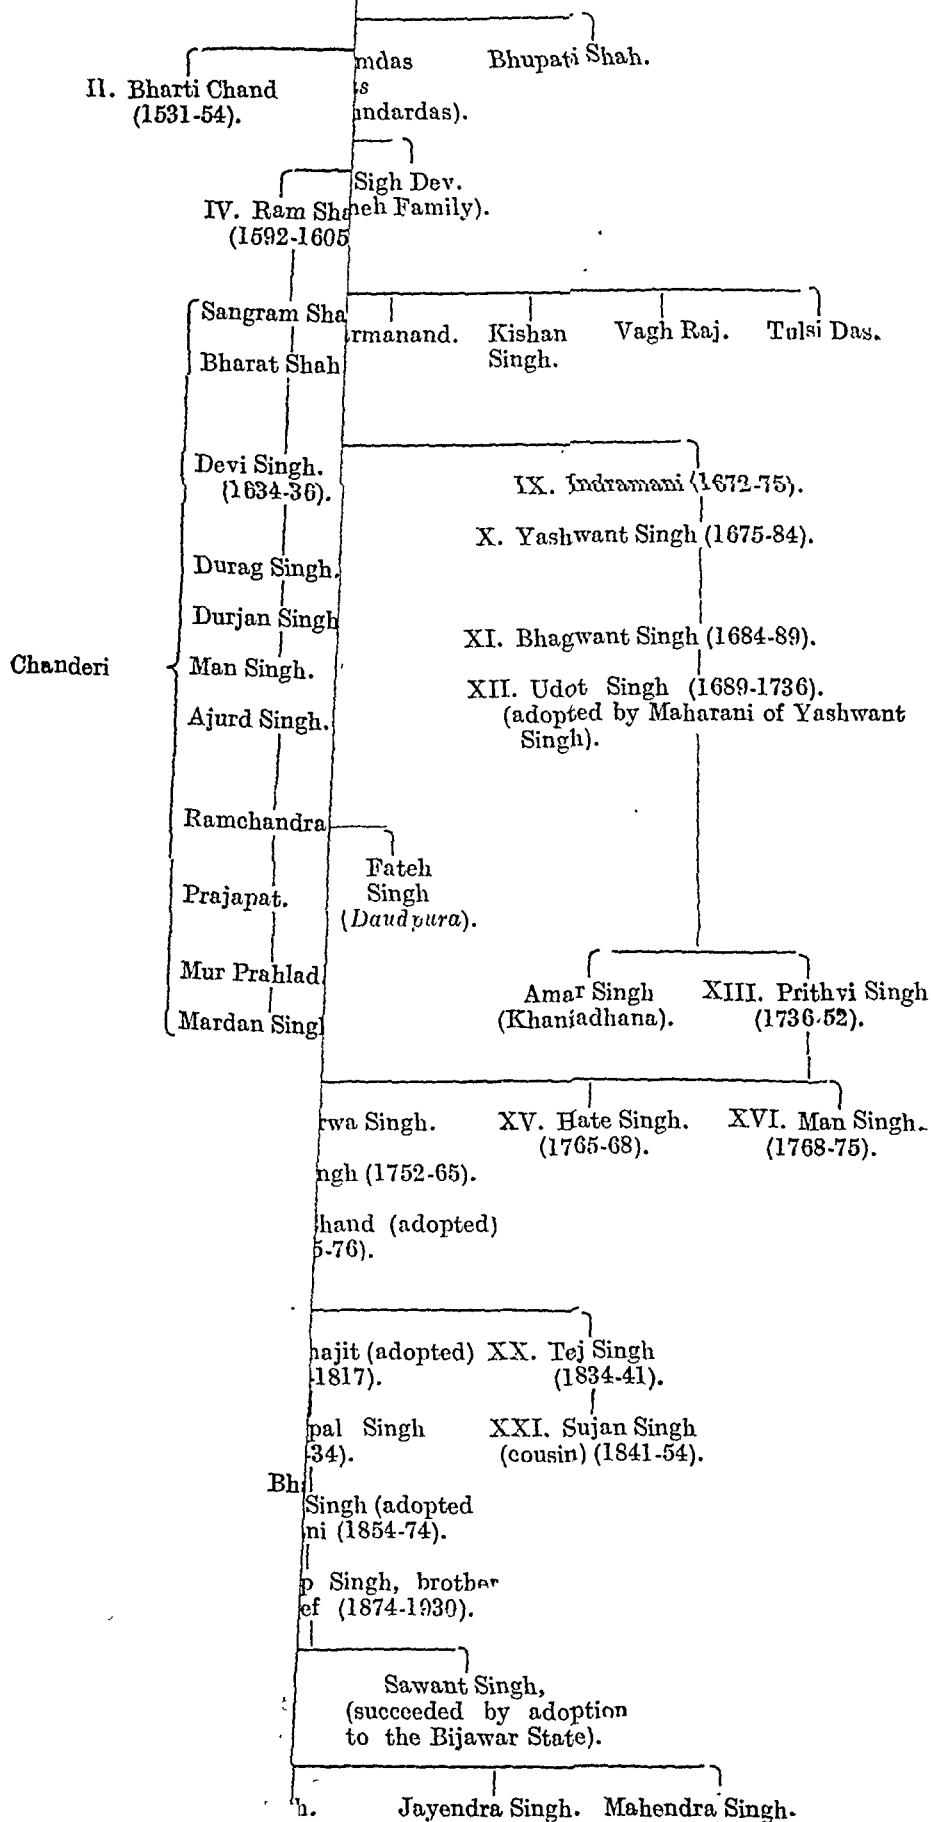 mdas Bhupati Shah.
II. Bharti Chand
(1531-54).
ndardas).
Sigh Dev.
IV. Ram Sha
neh Family).
(1592-1605
Sangram Sha
rmanand. Kishan Singh. Vagh Raj. Tulsi Das.
Bharat Shah
Devi Singh.
(1634-36).
IX. Indramani (1672-75).
X. Yashwant Singh (1675-84).
Durag Singh.
Durjan Singh
XI. Bhagwant Singh (1684-89).
Chanderi
Man Singh.
XII. Udot Singh (1689-1736).
(adopted by Maharani of Yashwant
Singh).
Ajurd Singh.
Ramchandra
Fateh
Singh
(Daudpura).
Prajapat.
Mur Prahlad
Amar Singh
(Khaniadhana).
XIII. Prithvi Singh
(1736-52).
Mardan Singh
rwa Singh. XV. Hate Singh. XVI. Man Singh.
(1765-68). (1768-75).
ngh (1752-65).
hand (adopted)
5-76).
hajit (adopted) XX. Tej Singh
-1817). (1834-41).
pal Singh XXI. Sujan Singh
34). (cousin) (1841-54).
Bh
Singh (adopted
ni (1854-74).
p Singh, brother
ef (1874-1930).
Sawant Singh,
(succeeded by adoption
to the Bijawar State).
h. Jayendra Singh. Mahendra Singh.